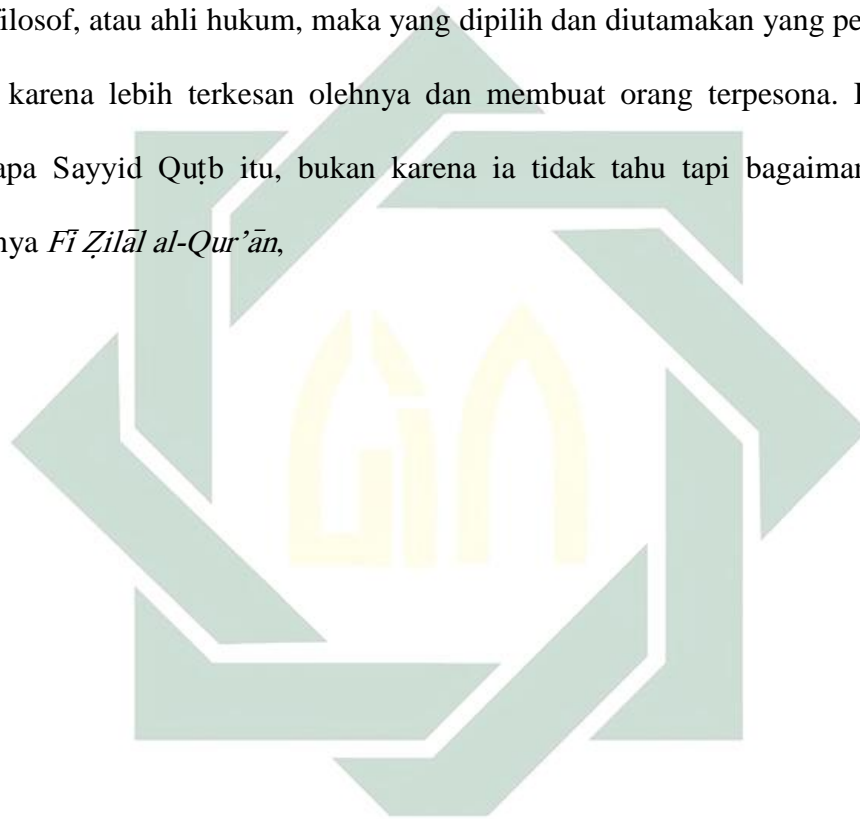 filosof, atau ahli hukum, maka yang dipilih dan diutamakan yang pe
karena lebih terkesan olehnya dan membuat orang terpesona.
apa Sayyid Quṭb itu, bukan karena ia tidak tahu tapi bagaiman
nya Fī Ẓilāl al-Qur’ān,
uin